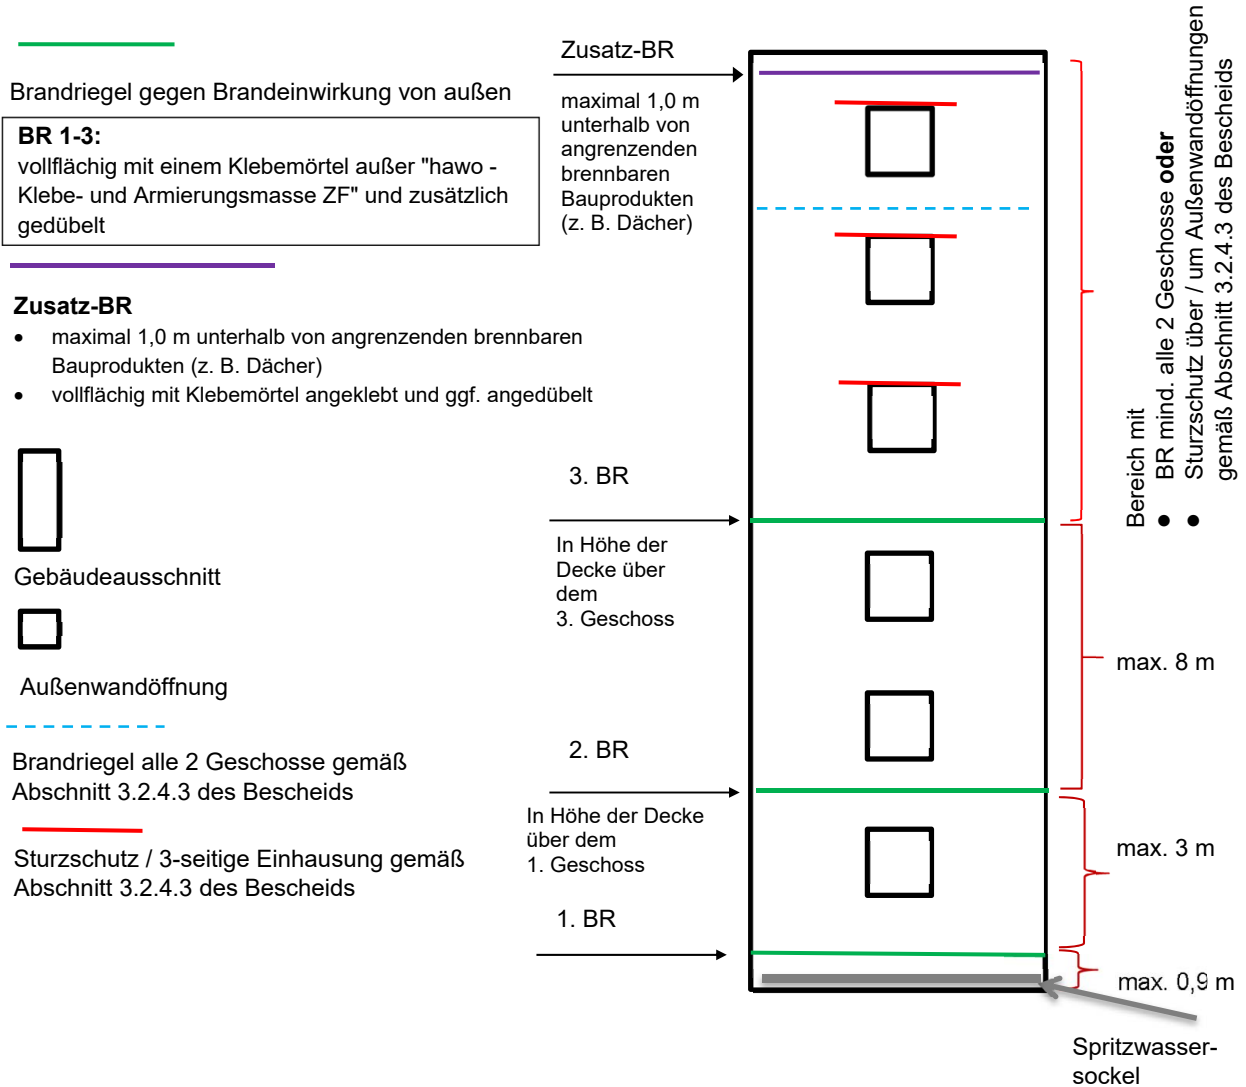 Brandriegel gegen Brandeinwirkung von außen
BR 1-3:
vollflächig mit einem Klebemörtel außer "hawo -
Klebe- und Armierungsmasse ZF" und zusätzlich
gedübelt
Zusatz-BR
• maximal 1,0 m unterhalb von angrenzenden brennbaren
Bauprodukten (z. B. Dächer)
• vollflächig mit Klebemörtel angeklebt und ggf. angedübelt
Gebäudeausschnitt
Außenwandöffnung
Brandriegel alle 2 Geschosse gemäß
Abschnitt 3.2.4.3 des Bescheids
Sturzschutz / 3-seitige Einhausung gemäß
Abschnitt 3.2.4.3 des Bescheids
Zusatz-BR
maximal 1,0 m
unterhalb von
angrenzenden
brennbaren
Bauprodukten
(z. B. Dächer)
3. BR
In Höhe der
Decke über
dem
3. Geschoss
2. BR
In Höhe der Decke
über dem
1. Geschoss
1. BR
Bereich mit
• BR mind. alle 2 Geschosse oder
• Sturzschutz über / um Außenwandöffnungen
gemäß Abschnitt 3.2.4.3 des Bescheids
max. 8 m
max. 3 m
max. 0,9 m
Spritzwasser-
sockel